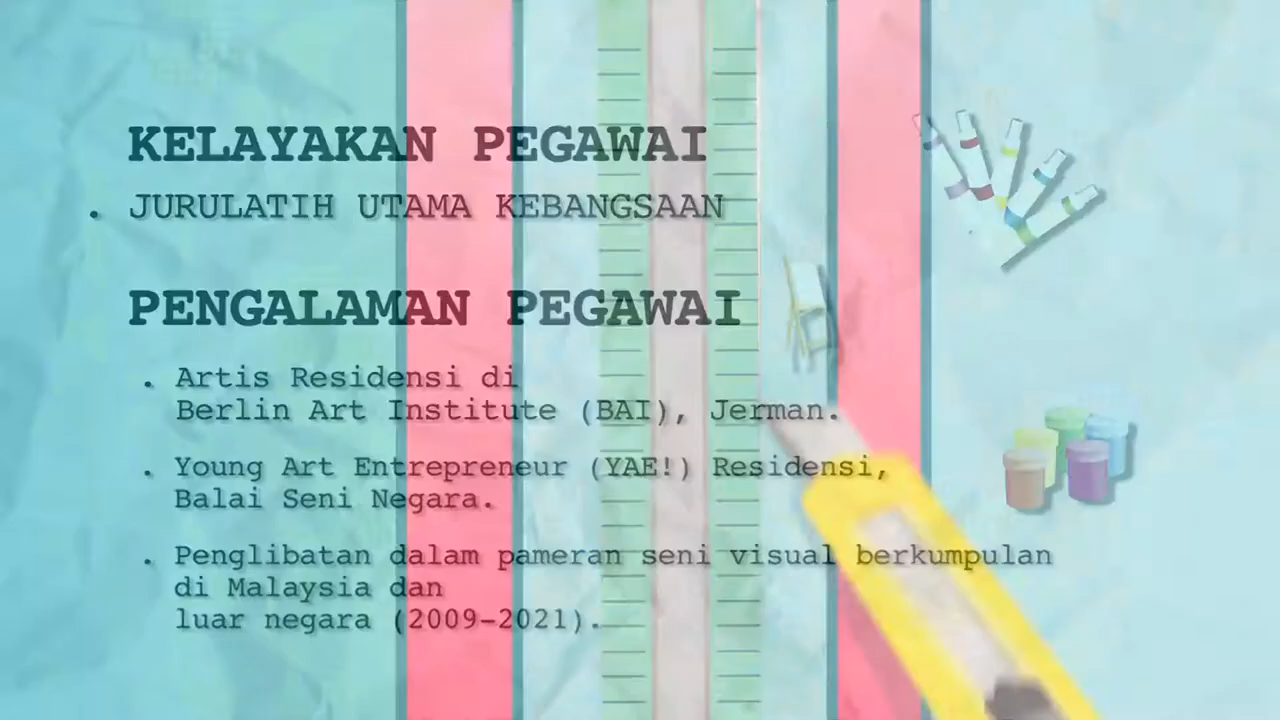 KELAYAKAN PEGAWAI
. JURULATIH UTAMA KEBANGSAAN
PENGALAMAN PEGAWAI
. Artis Residensi di
Berlin Art Institute (BAI), Jerman.
. Young Art Entrepreneur (YAE!) Residensi,
Balai Seni Negara.
. Penglibatan dalam pameran seni visual berkumpulan
di Malaysia dan
luar negara (2009-2021).